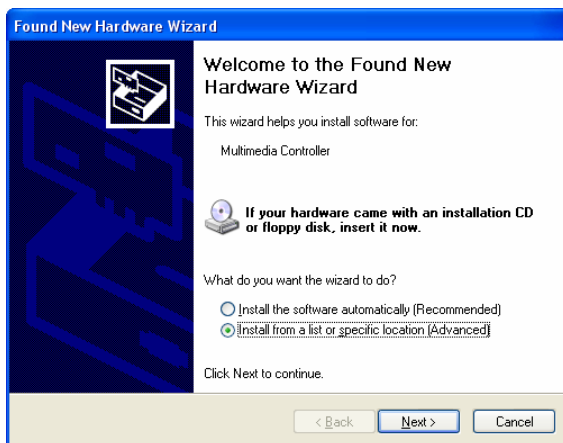 Found New Hardware Wizard
Welcome to the Found New
Hardware Wizard
This wizard helps you install software for:
Multimedia Controller
If your hardware came with an installation CD
or floppy disk, insert it now.
What do you want the wizard to do?
Install the software automatically (Recommended)
Install from a list or specific location (Advanced)
Click Next to continue.
< Back Next > Cancel